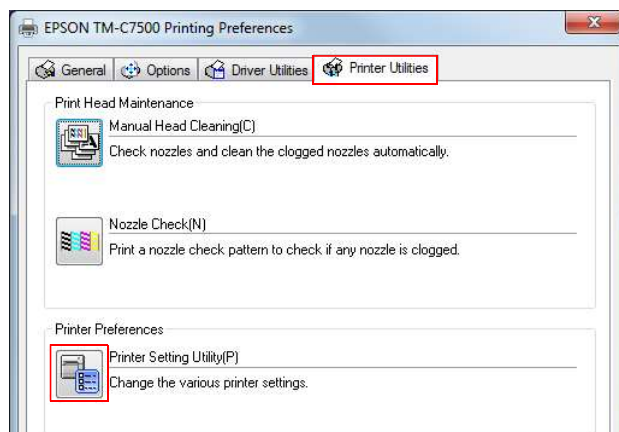 EPSON TM-C7500 Printing Preferences
General Options Driver Utilities Printer Utilities
Print Head Maintenance
Manual Head Cleaning(C)
Check nozzles and clean the clogged nozzles automatically.
Nozzle Check(N)
Print a nozzle check pattern to check if any nozzle is clogged.
Printer Preferences
Printer Setting Utility(P)
Change the various printer settings.